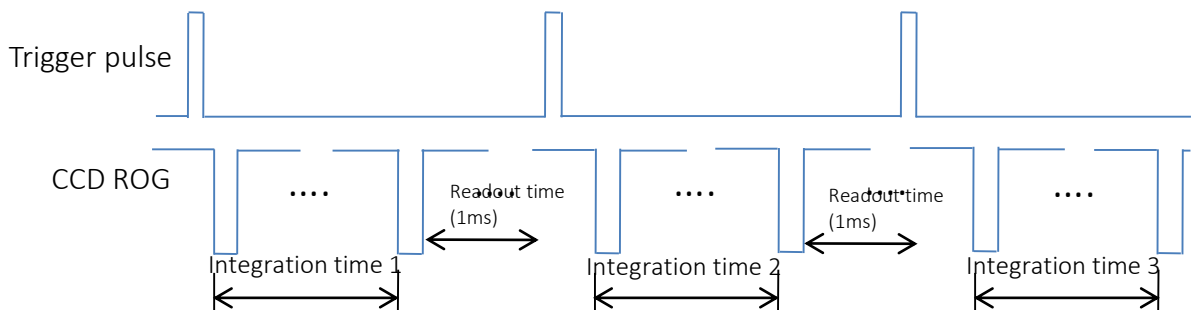 Trigger pulse
CCD ROG
....
....
Readout time
(1ms)
....
....
Readout time
(1ms)
....
Integration time 1
Integration time 2
Integration time 3